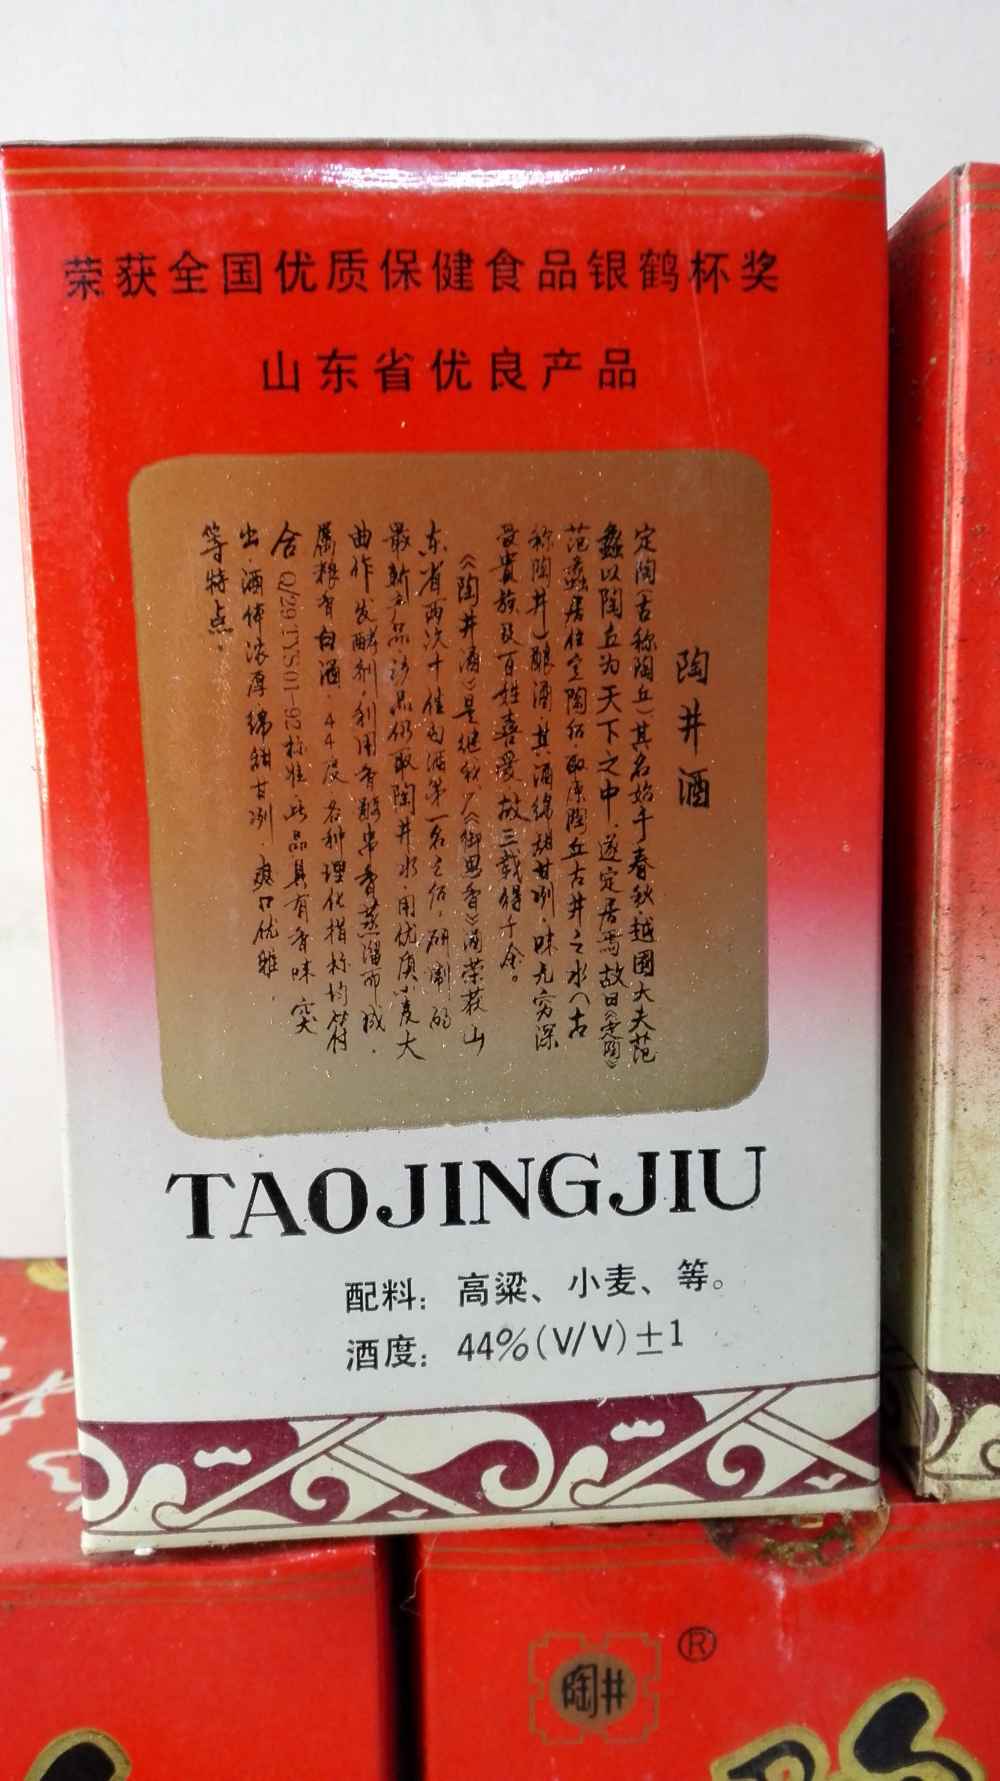 荣获全国优质保健食品银鹤杯奖
山东省优良产品
陶井酒
定陶(古称陶丘)其名始于春秋·越国大夫范
蠡以陶丘为天下之中·遂定居焉故曰《定陶》
范蠡居住定陶后·取原陶丘古井之水(古
称陶井)酿酒·其酒绵甜甘冽·味尤穷深
受贵族及百姓喜爱·故三载得千金。
《陶井酒》是继我厂《御思香》酒荣获山
东省两次十佳白酒第一名之后·研制的
最新产品·该品仍取陶井水·用优质小麦大
曲作发酵剂·利用香醅串香蒸溜而成·
属粮香白酒·44度各种理化指标均符
合Q/29TYS01-92标准·此品具有香味突
出·酒体浓厚绵甜甘冽·爽口优雅·
等特点。
TAOJINGJIU
配料：高粱、小麦、等。
酒度：44%(V/V)±1
陶井
®